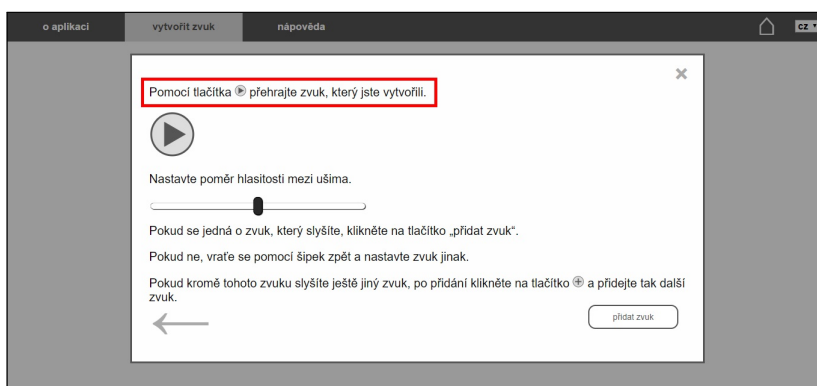 o aplikaci
vytvořit zvuk
nápověda
cz
Pomocí tlačítka přehrajte zvuk, který jste vytvořili.
Nastavte poměr hlasitosti mezi ušima.
Pokud se jedná o zvuk, který slyšíte, klikněte na tlačítko „přidat zvuk“.
Pokud ne, vraťe se pomocí šipek zpět a nastavte zvuk jinak.
Pokud kromě tohoto zvuku slyšíte ještě jiný zvuk, po přidání klikněte na tlačítko a přidejte tak další
zvuk.
přidat zvuk